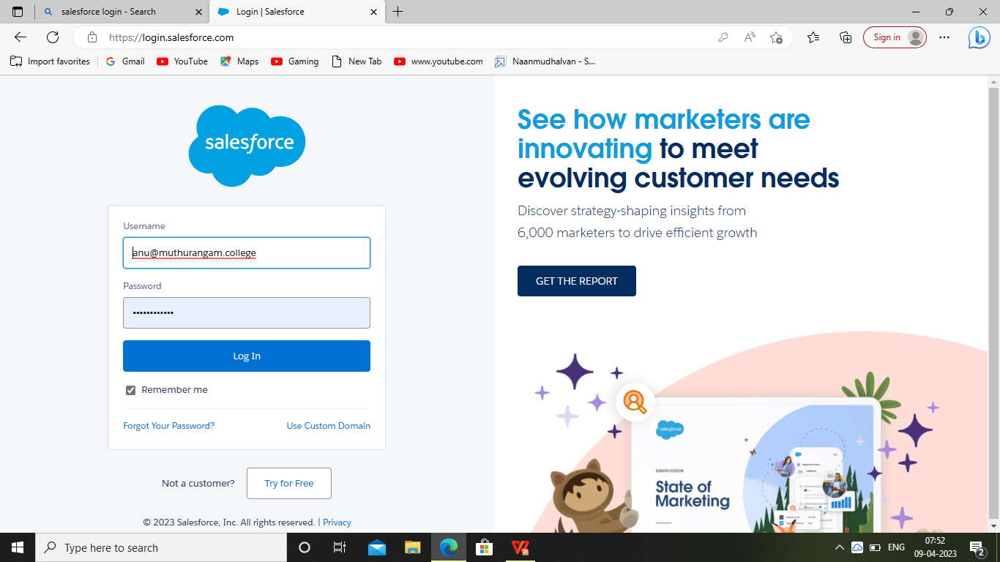 salesforce login - Search
Login | Salesforce
https://login.salesforce.com
Sign in
Import favorites
Gmail
YouTube
Maps
Gaming
New Tab
www.youtube.com
Naanmudhalvan - S...
salesforce
Username
anu@muthurangam.college
Password
••••••••••••
Log In
Remember me
Forgot Your Password?
Use Custom Domain
Not a customer?
Try for Free
© 2023 Salesforce, Inc. All rights reserved. | Privacy
See how marketers are
innovating to meet
evolving customer needs
Discover strategy-shaping insights from
6,000 marketers to drive efficient growth
GET THE REPORT
salesforce
EIGHTH EDITION
State of
Marketing
Type here to search
ENG
07:52
09-04-2023
2